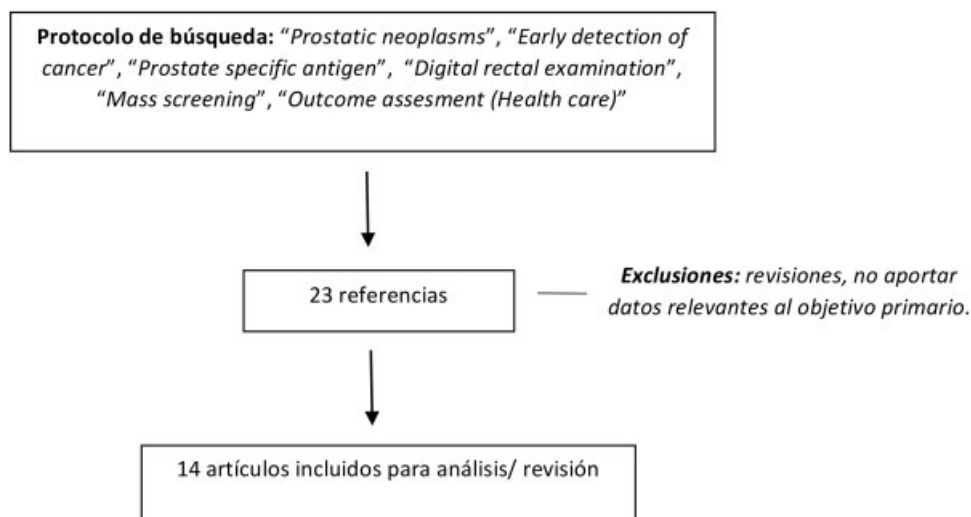 Protocolo de búsqueda: “Prostatic neoplasms”, “Early detection of
cancer”, “Prostate specific antigen”, “Digital rectal examination”,
“Mass screening”, “Outcome assesment (Health care)”
23 referencias
Exclusiones: revisiones, no aportar
datos relevantes al objetivo primario.
14 artículos incluidos para análisis/ revisión